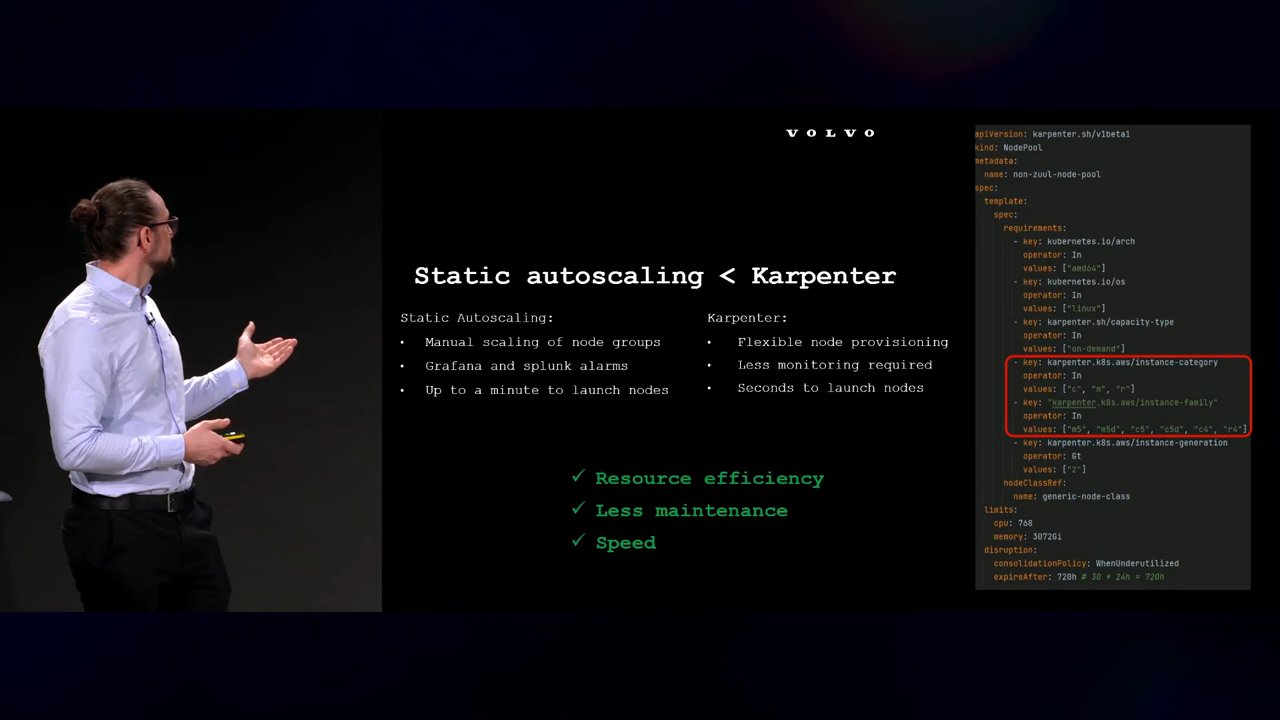 VOLVO
Static autoscaling < Karpenter
Static Autoscaling:
• Manual scaling of node groups
• Grafana and splunk alarms
• Up to a minute to launch nodes
Karpenter:
• Flexible node provisioning
• Less monitoring required
• Seconds to launch nodes
✓ Resource efficiency
✓ Less maintenance
✓ Speed
apiVersion: karpenter.sh/v1beta1
kind: NodePool
metadata:
name: non-zuul-node-pool
spec:
template:
spec:
requirements:
- key: kubernetes.io/arch
operator: In
values: ["amd64"]
- key: kubernetes.io/os
operator: In
values: ["linux"]
- key: karpenter.sh/capacity-type
operator: In
values: ["on-demand"]
- key: karpenter.k8s.aws/instance-category
operator: In
values: ["c", "m", "r"]
- key: "karpenter.k8s.aws/instance-family"
operator: In
values: ["m5", "m5d", "c5", "c5d", "c4", "r4"]
- key: karpenter.k8s.aws/instance-generation
operator: Gt
values: ["2"]
nodeClassRef:
name: generic-node-class
limits:
cpu: 768
memory: 3072Gi
disruption:
consolidationPolicy: WhenUnderutilized
expireAfter: 720h # 30 * 24h = 720h